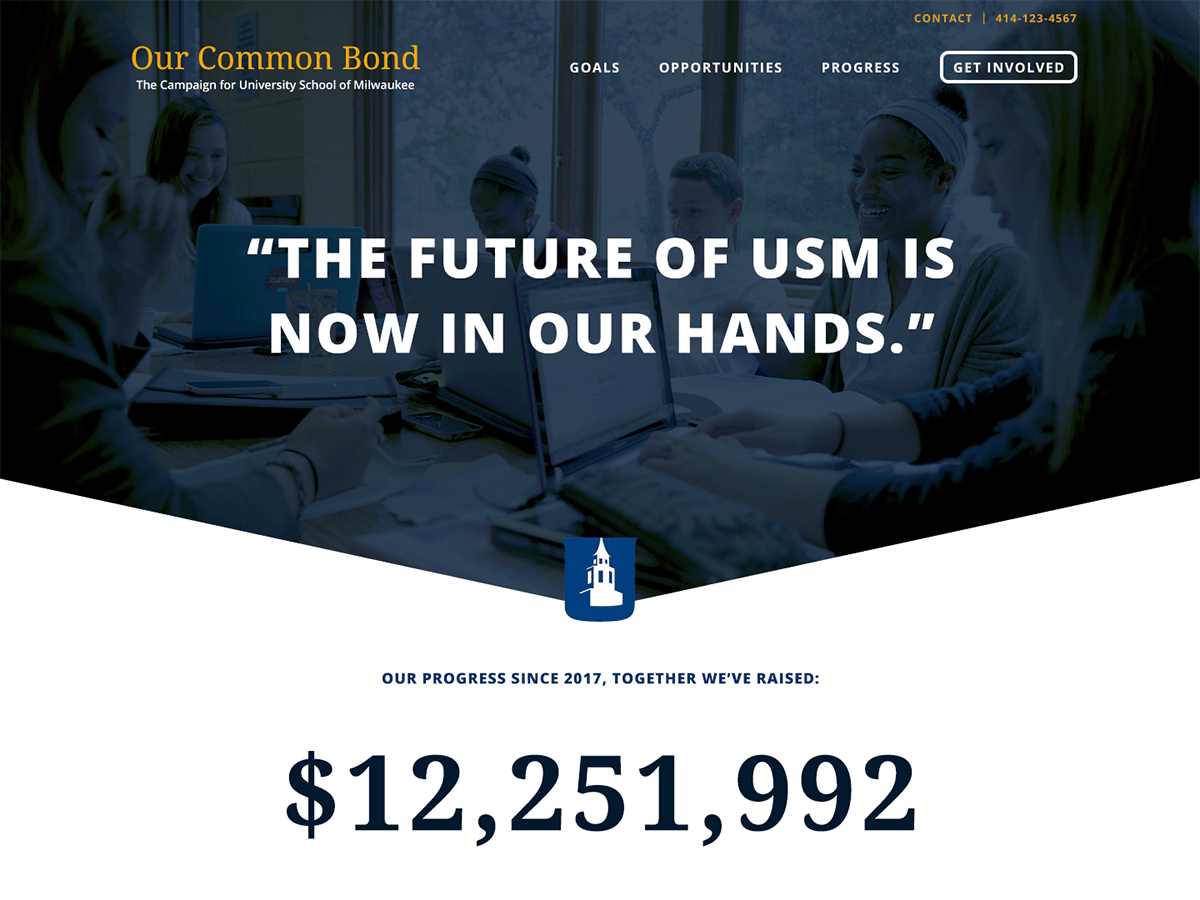 CONTACT | 414-123-4567
Our Common Bond
The Campaign for University School of Milwaukee
GOALS OPPORTUNITIES PROGRESS GET INVOLVED
“THE FUTURE OF USM IS
NOW IN OUR HANDS.”
OUR PROGRESS SINCE 2017, TOGETHER WE’VE RAISED:
$12,251,992